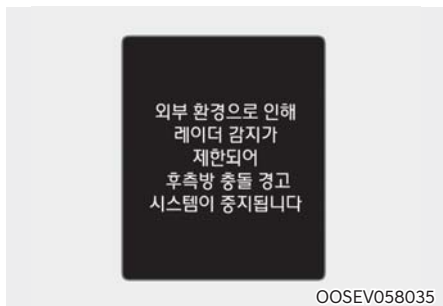 외부 환경으로 인해
레이더 감지가
제한되어
후측방 충돌 경고
시스템이 중지됩니다
OOSEV058035